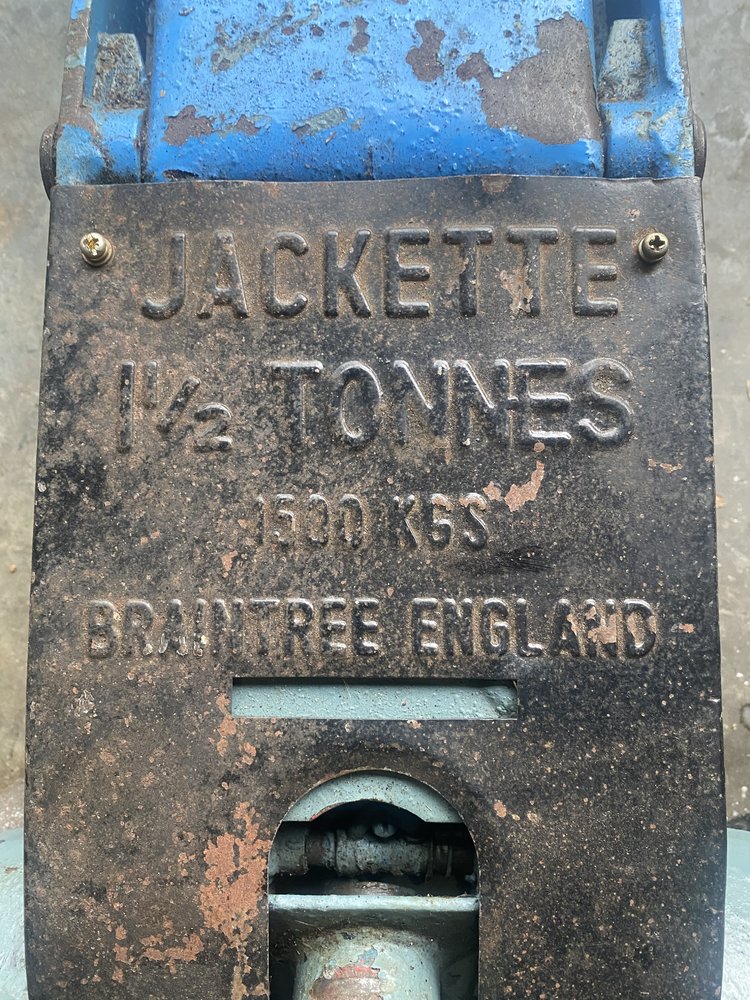 JACKETTE
1½ TONNES
1500 KGS
BRAINTREE ENGLAND